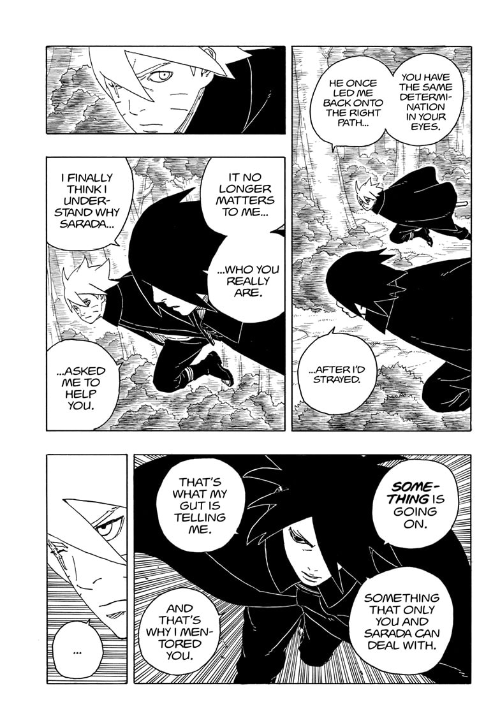 YOU HAVE
THE SAME
DETERMI-
NATION
IN YOUR
EYES.
HE ONCE
LED ME
BACK ONTO
THE RIGHT
PATH...
...AFTER I'D
STRAYED.
IT NO
LONGER
MATTERS
TO ME...
...WHO YOU
REALLY
ARE.
I FINALLY
THINK I
UNDER-
STAND WHY
SARADA...
...ASKED
ME TO
HELP
YOU.
SOME-
THING IS
GOING
ON.
SOMETHING
THAT ONLY
YOU AND
SARADA CAN
DEAL WITH.
THAT'S
WHAT MY
GUT IS
TELLING
ME.
AND
THAT'S
WHY I MEN-
TORED
YOU.
...